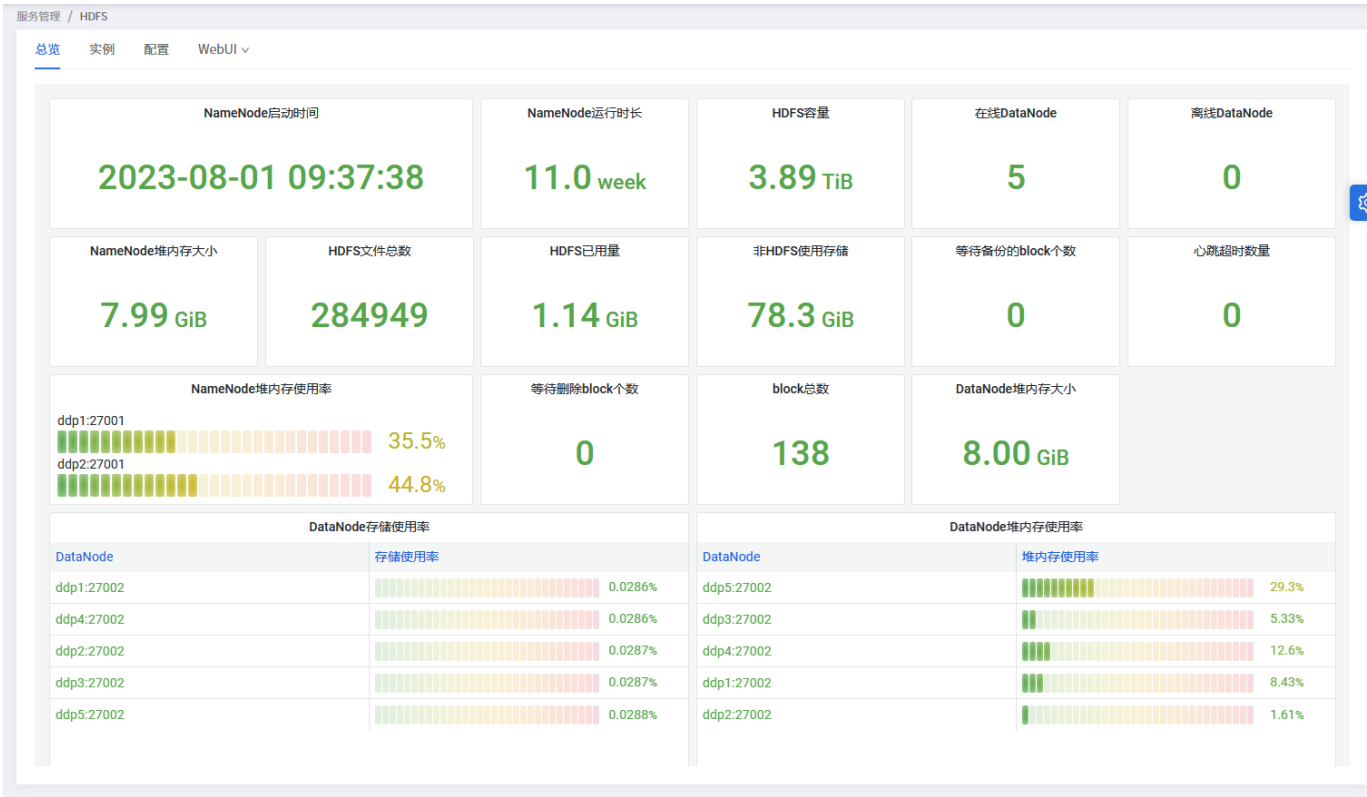 服务管理 / HDFS
总览 实例 配置 WebUI
NameNode启动时间 NameNode运行时长 HDFS容量 在线DataNode 离线DataNode
2023-08-01 09:37:38 11.0 week 3.89 TiB 5 0
NameNode堆内存大小 HDFS文件总数 HDFS已用量 非HDFS使用存储 等待备份的block个数 心跳超时数量
7.99 GiB 284949 1.14 GiB 78.3 GiB 0 0
NameNode堆内存使用率 等待删除block个数 block总数 DataNode堆内存大小
ddp1:27001
35.5%
ddp2:27001
44.8%
0 138 8.00 GiB
DataNode存储使用率
DataNode 存储使用率
ddp1:27002 0.0286%
ddp4:27002 0.0286%
ddp2:27002 0.0287%
ddp3:27002 0.0287%
ddp5:27002 0.0288%
DataNode堆内存使用率
DataNode 堆内存使用率
ddp5:27002 29.3%
ddp3:27002 5.33%
ddp4:27002 12.6%
ddp1:27002 8.43%
ddp2:27002 1.61%